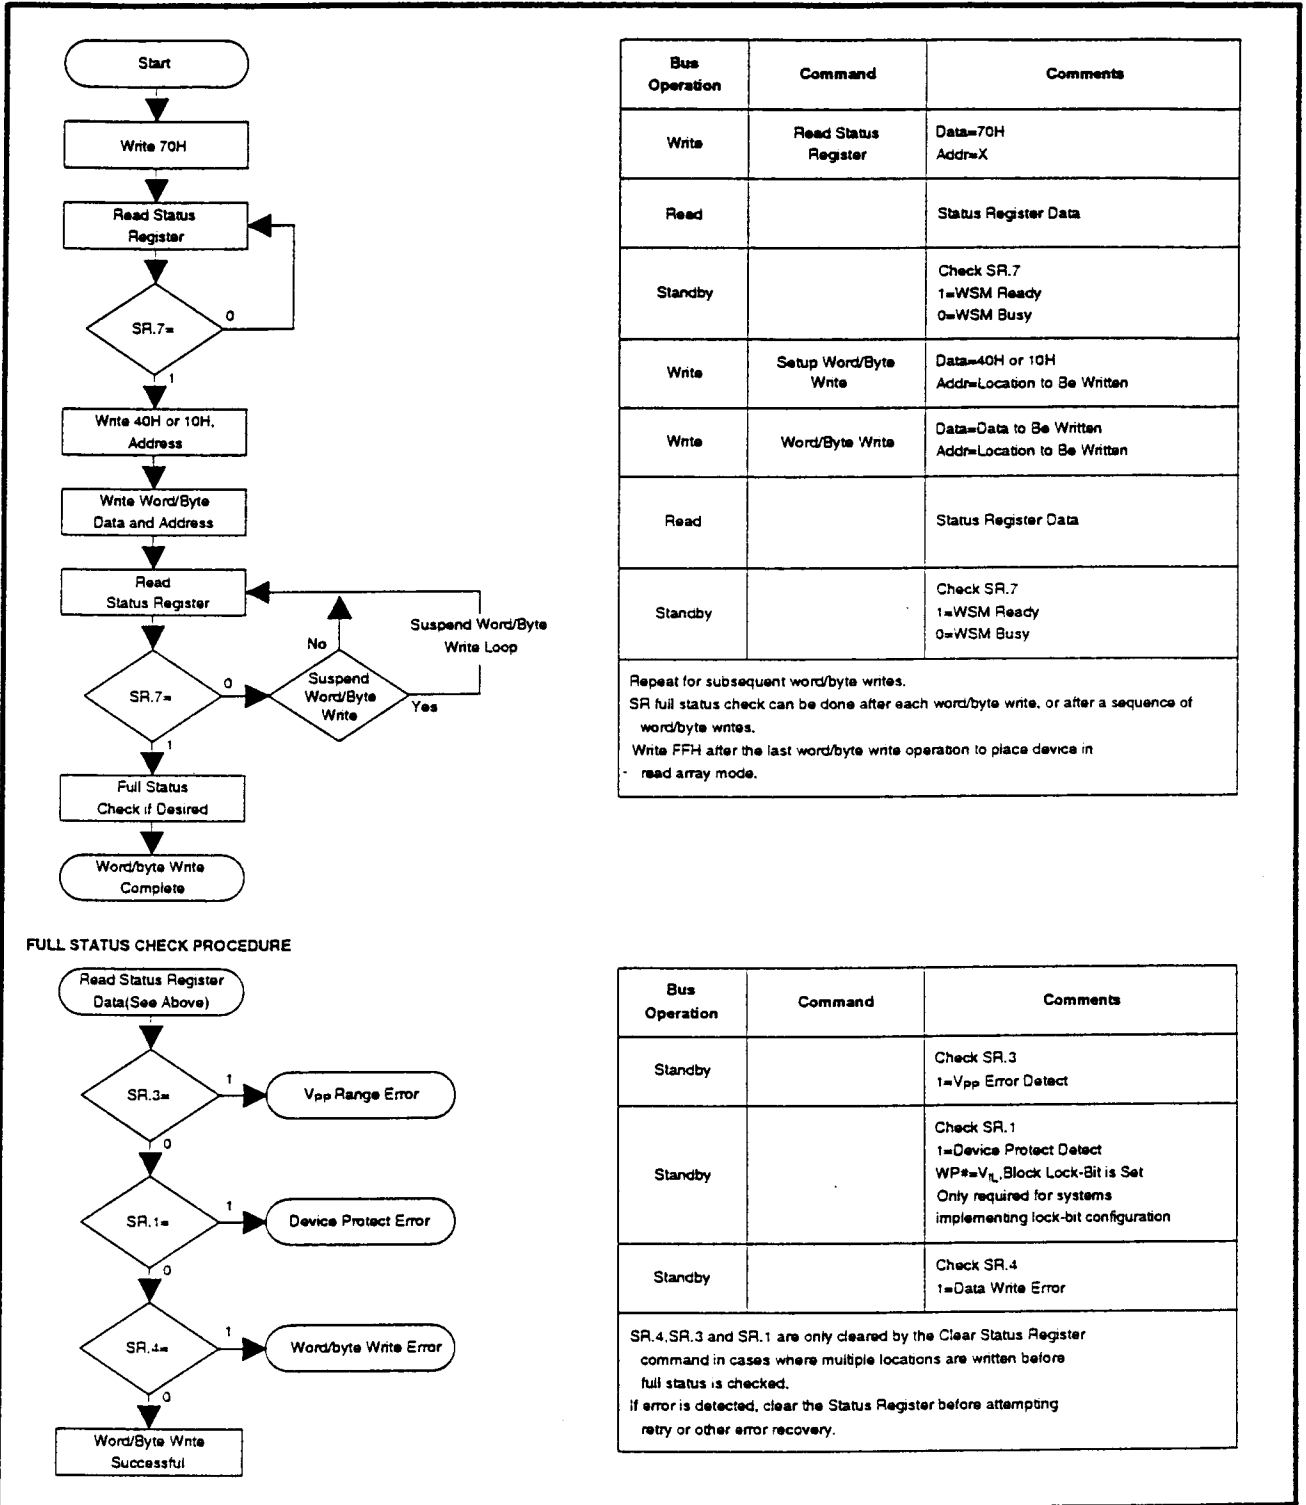 Start
Write 70H
Read Status
Register
SR.7=
0
1
Write 40H or 10H,
Address
Write Word/Byte
Data and Address
Read
Status Register
SR.7=
0
1
No
Suspend
Word/Byte
Write
Yes
Suspend Word/Byte
Write Loop
Full Status
Check if Desired
Word/byte Write
Complete
Bus
Operation
Command
Comments
Write
Read Status
Register
Data=70H
Addr=X
Read
Status Register Data
Standby
Check SR.7
1=WSM Ready
0=WSM Busy
Write
Setup Word/Byte
Write
Data=40H or 10H
Addr=Location to Be Written
Write
Word/Byte Write
Data=Data to Be Written
Addr=Location to Be Written
Read
Status Register Data
Standby
Check SR.7
1=WSM Ready
0=WSM Busy
Repeat for subsequent word/byte writes.
SR full status check can be done after each word/byte write, or after a sequence of
word/byte writes.
Write FFH after the last word/byte write operation to place device in
read array mode.
FULL STATUS CHECK PROCEDURE
Read Status Register
Data(See Above)
SR.3=
1
VPP Range Error
0
SR.1=
1
Device Protect Error
0
SR.4=
1
Word/byte Write Error
0
Word/Byte Write
Successful
Bus
Operation
Command
Comments
Standby
Check SR.3
1=VPP Error Detect
Standby
Check SR.1
1=Device Protect Detect
WP#=VIL,Block Lock-Bit is Set
Only required for systems
implementing lock-bit configuration
Standby
Check SR.4
1=Data Write Error
SR.4,SR.3 and SR.1 are only cleared by the Clear Status Register
command in cases where multiple locations are written before
full status is checked.
If error is detected, clear the Status Register before attempting
retry or other error recovery.